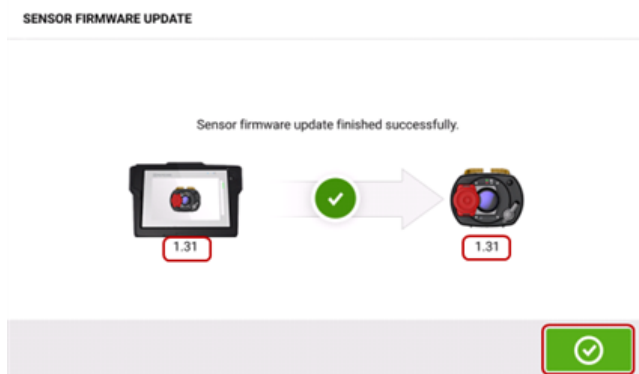 SENSOR FIRMWARE UPDATE
Sensor firmware update finished successfully.
1.31
1.31